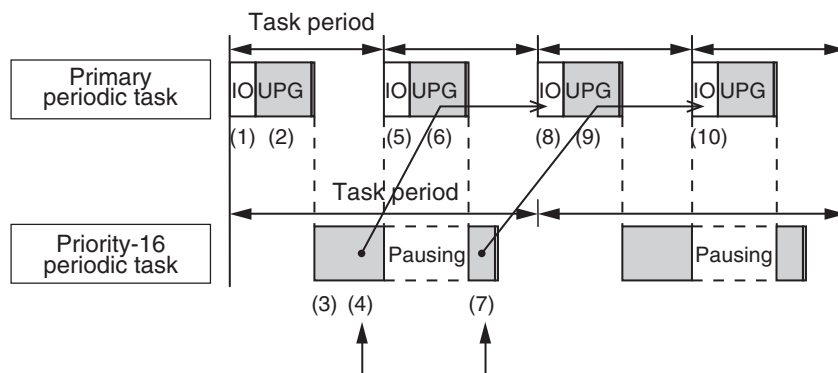 Task period
Primary
periodic task
IO UPG IO UPG IO UPG IO UPG
(1) (2) (5) (6) (8) (9) (10)
Task period
Priority-16
periodic task
Pausing Pausing
(3) (4) (7)